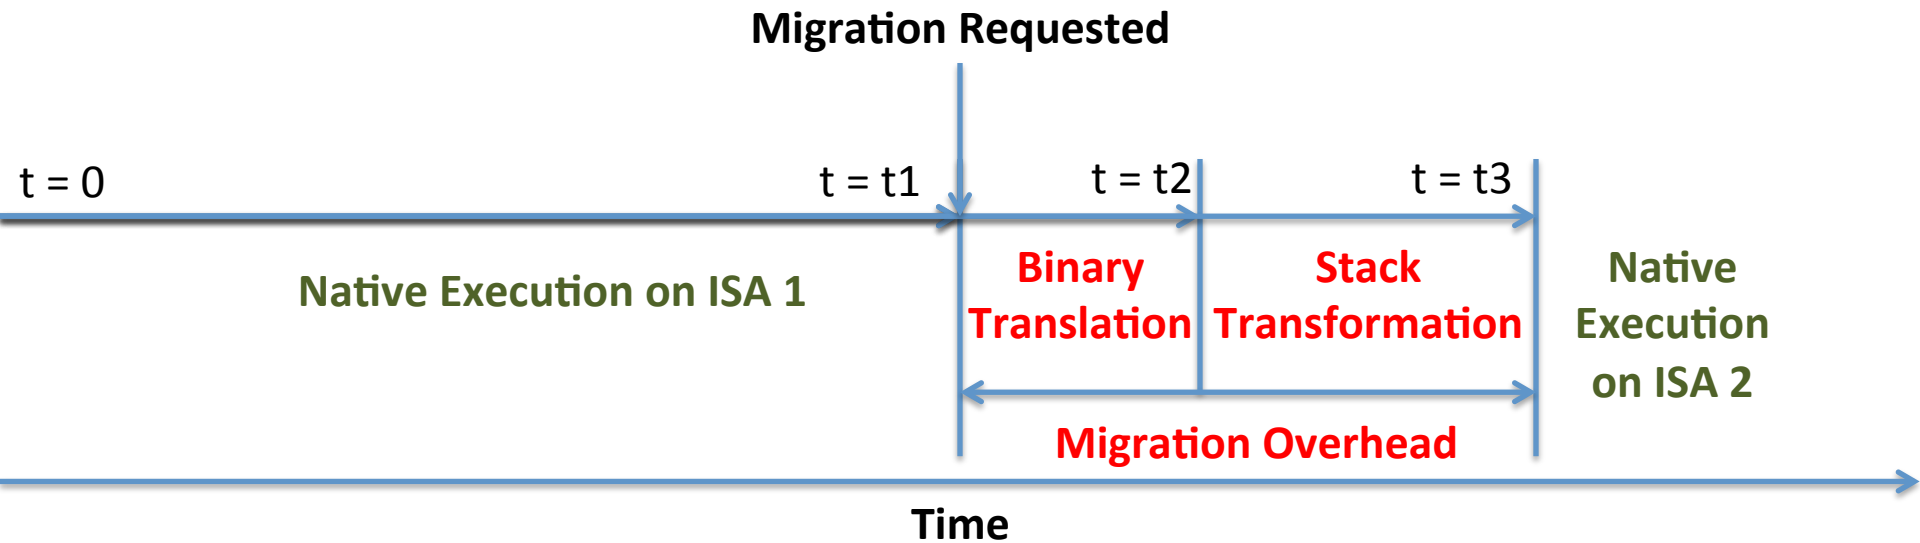 Migration Requested
t = 0
t = t1
t = t2
t = t3
Native Execution on ISA 1
Binary
Translation
Stack
Transformation
Native
Execution
on ISA 2
Migration Overhead
Time